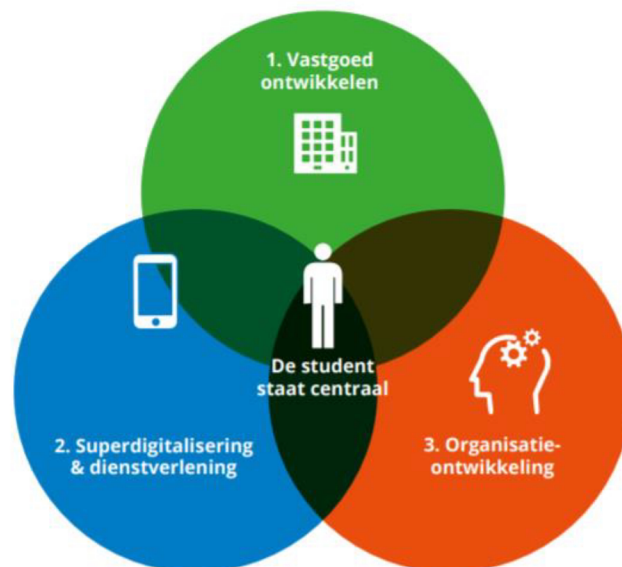 1. Vastgoed
ontwikkelen
De student
staat centraal
2. Superdigitalisering
& dienstverlening
3. Organisatie-
ontwikkeling